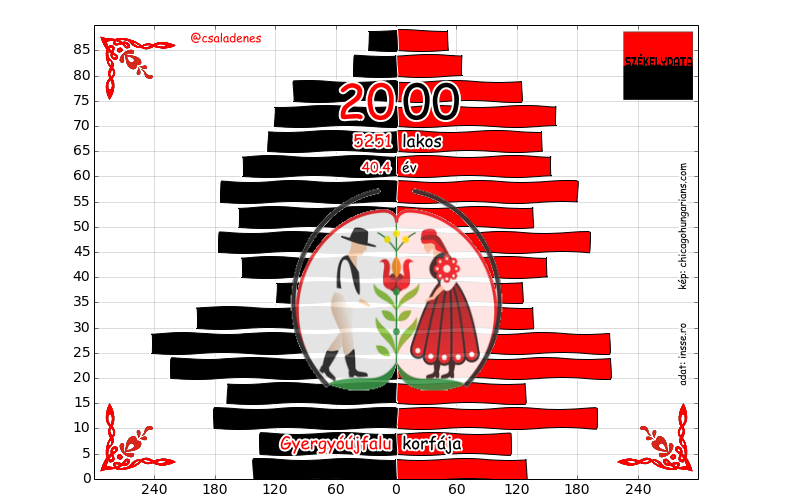 @csaladenes
SZÉKELYDATA
2000
5251 lakos
40.4 év
kép: chicagohungarians.com
adat: insse.ro
Gyergyóújfalu korfája
85
80
75
70
65
60
55
50
45
40
35
30
25
20
15
10
5
0
240 180 120 60 0 60 120 180 240